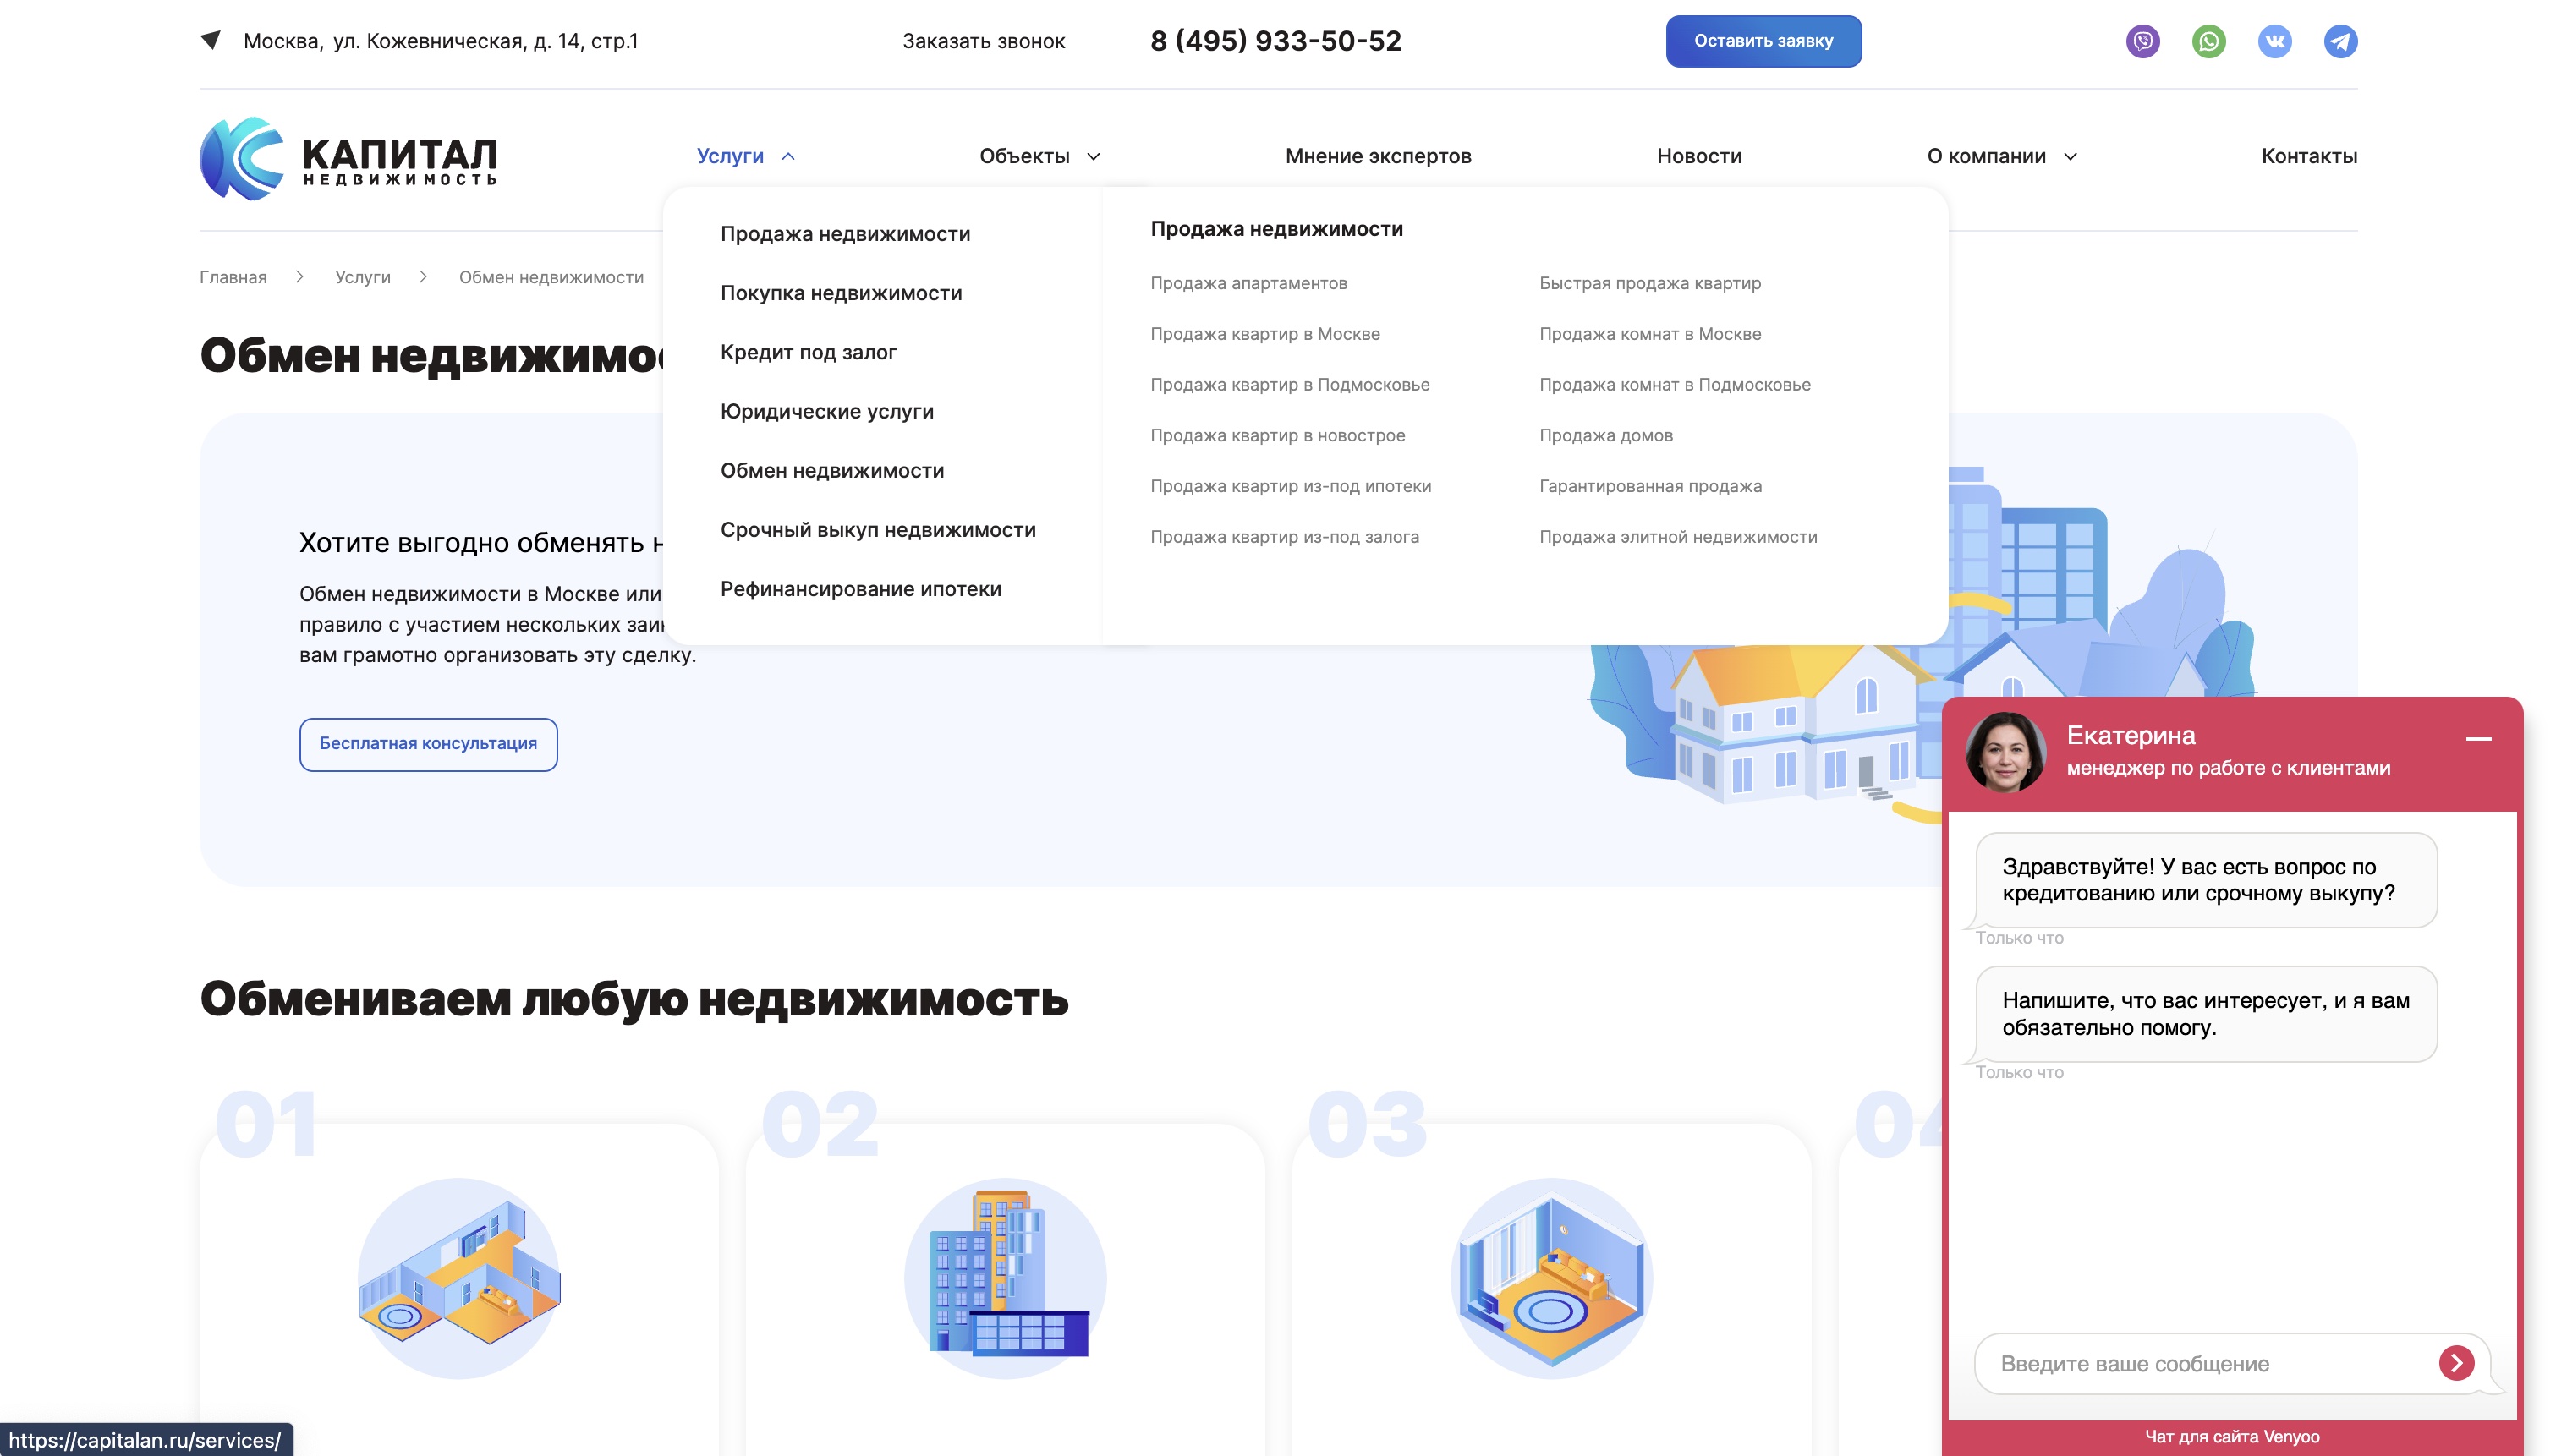 Москва, ул. Кожевническая, д. 14, стр.1
Заказать звонок
8 (495) 933-50-52
Оставить заявку
КАПИТАЛ
НЕДВИЖИМОСТЬ
Услуги
Объекты
Мнение экспертов
Новости
О компании
Контакты
Главная
Услуги
Обмен недвижимости
Продажа недвижимости
Покупка недвижимости
Кредит под залог
Юридические услуги
Обмен недвижимости
Срочный выкуп недвижимости
Рефинансирование ипотеки
Продажа недвижимости
Продажа апартаментов
Продажа квартир в Москве
Продажа квартир в Подмосковье
Продажа квартир в новострое
Продажа квартир из-под ипотеки
Продажа квартир из-под залога
Быстрая продажа квартир
Продажа комнат в Москве
Продажа комнат в Подмосковье
Продажа домов
Гарантированная продажа
Продажа элитной недвижимости
Обмен
Хотите выгодно обменять
Обмен недвижимости в Москве или
правило с участием нескольких
вам грамотно организовать эту сделку.
Бесплатная консультация
Обмениваем любую недвижимость
01
02
03
04
Екатерина
менеджер по работе с клиентами
Здравствуйте! У вас есть вопрос по
кредитованию или срочному выкупу?
Только что
Напишите, что вас интересует, и я вам
обязательно помогу.
Только что
Введите ваше сообщение
Чат для сайта Venyoo
https://capitalan.ru/services/